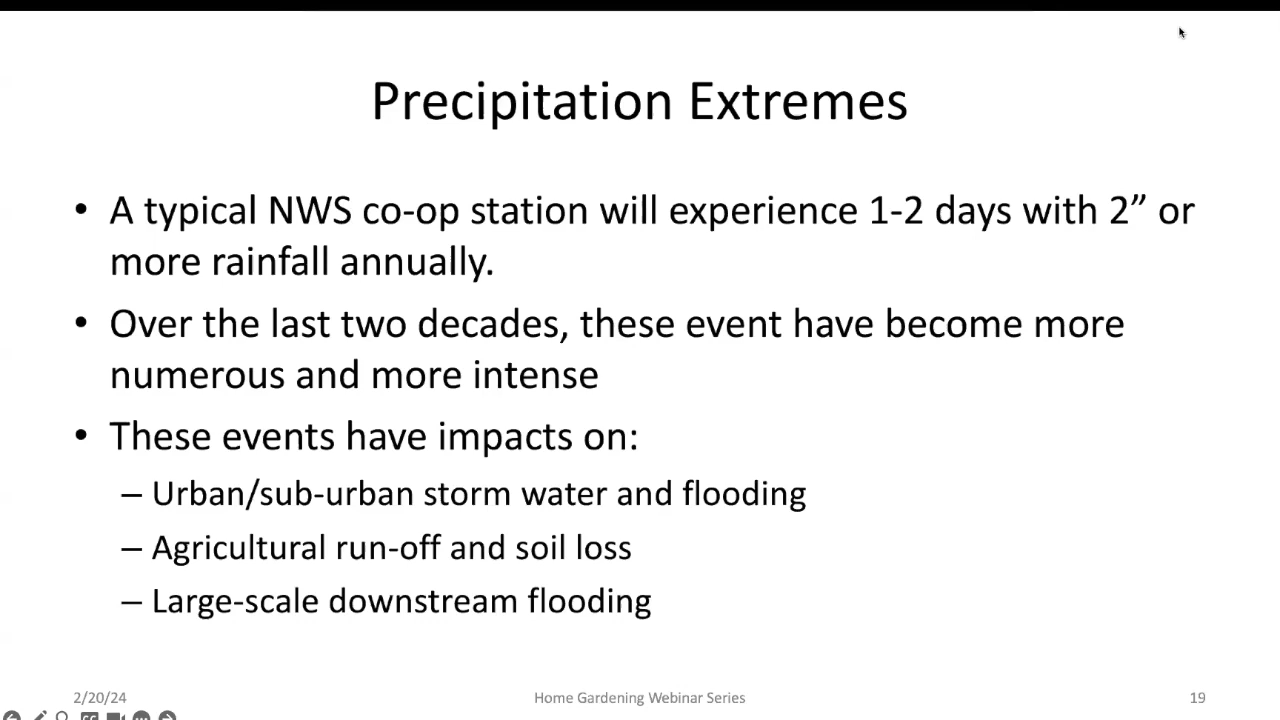 Precipitation Extremes
• A typical NWS co-op station will experience 1-2 days with 2” or
more rainfall annually.
• Over the last two decades, these event have become more
numerous and more intense
• These events have impacts on:
– Urban/sub-urban storm water and flooding
– Agricultural run-off and soil loss
– Large-scale downstream flooding
2/20/24 Home Gardening Webinar Series 19